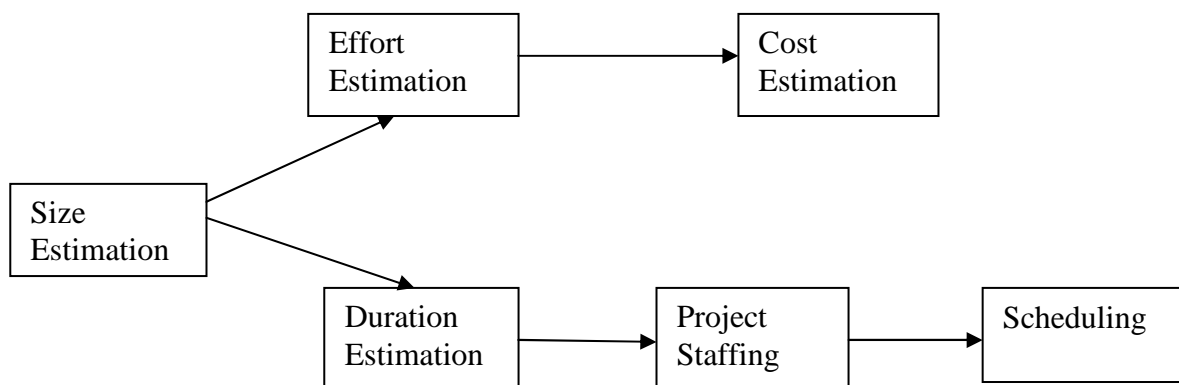 Effort
Estimation
Cost
Estimation
Size
Estimation
Duration
Estimation
Project
Staffing
Scheduling